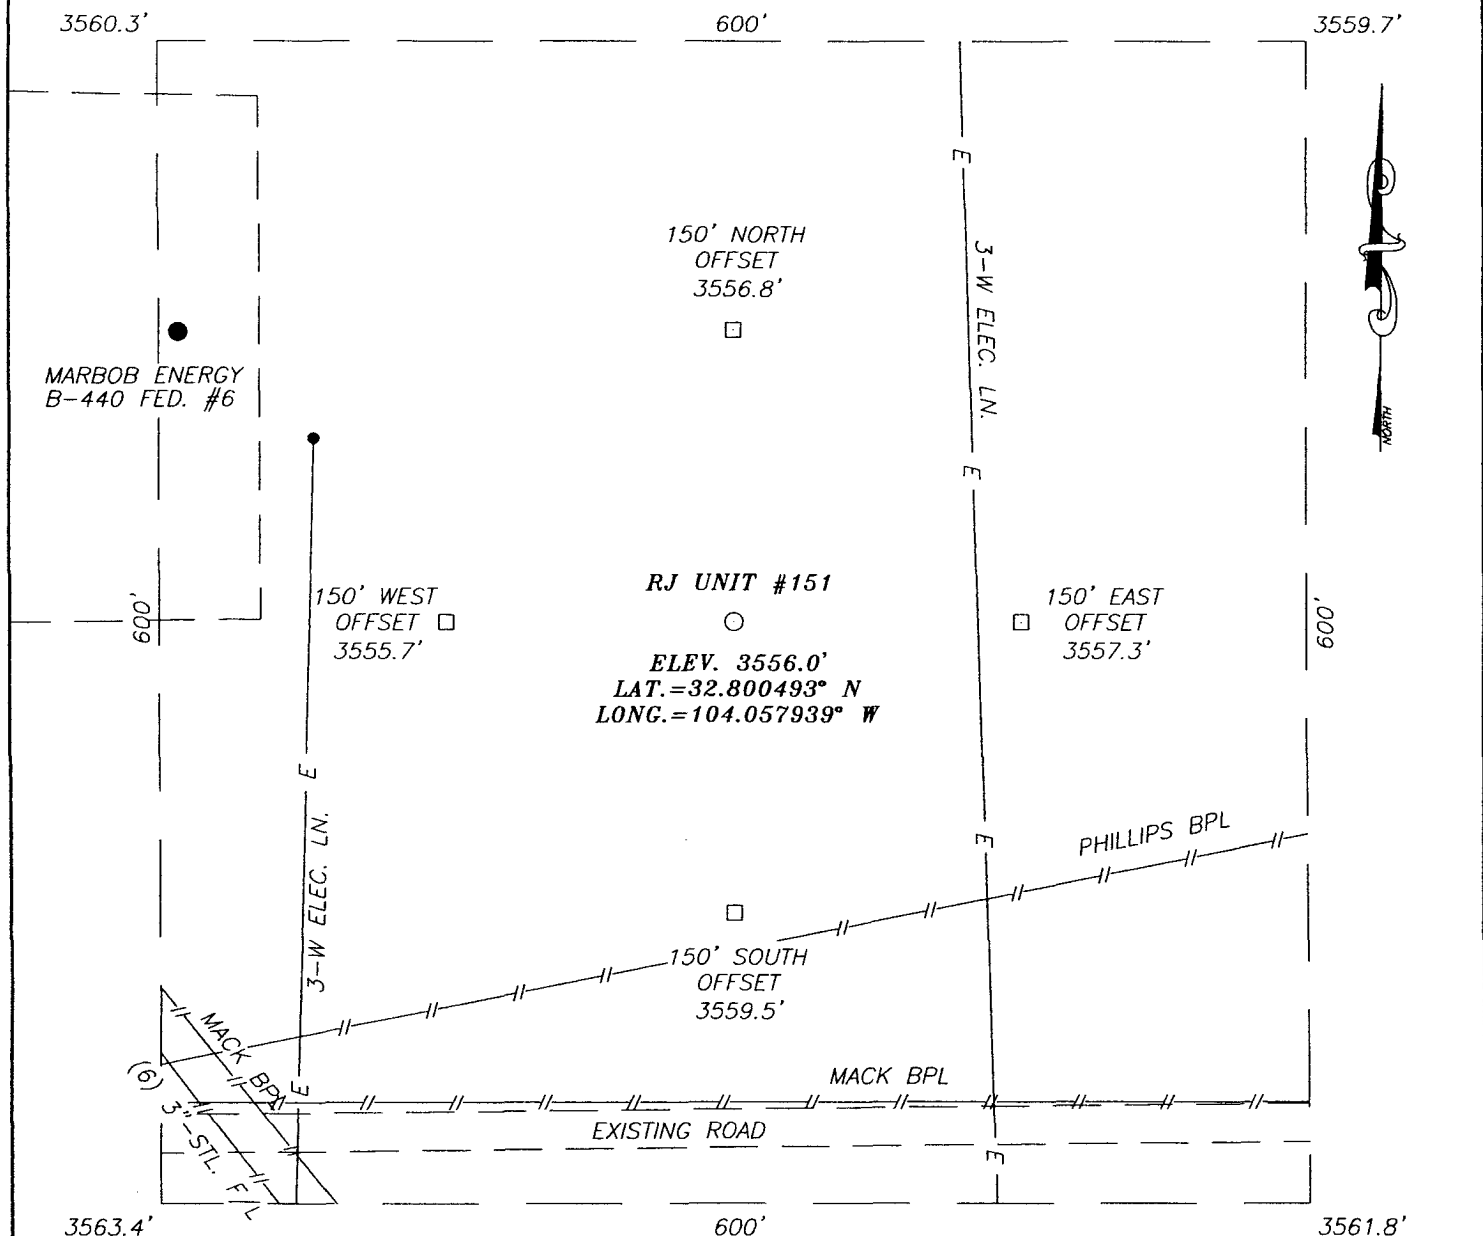 3560.3'
600'
3559.7'
E
150' NORTH
OFFSET
3556.8'
3-W ELEC. LN.
MARBOB ENERGY
B-440 FED. #6
NORTH
E
600'
150' WEST
OFFSET
3555.7'
RJ UNIT #151
ELEV. 3556.0'
LAT.=32.800493° N
LONG.=104.057939° W
150' EAST
OFFSET
3557.3'
600'
E
3-W ELEC. LN.
E
PHILLIPS BPL
150' SOUTH
OFFSET
3559.5'
MACK BPL
(6) 3"-STL. F/L
E
MACK BPL
EXISTING ROAD
E
3563.4'
600'
3561.8'